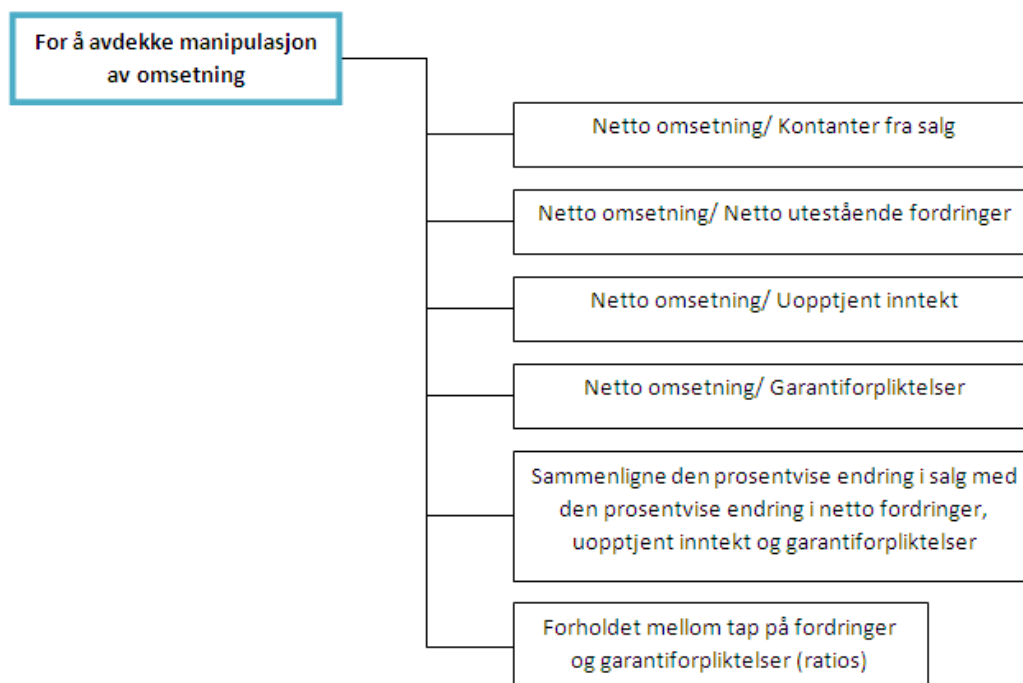 For å avdekke manipulasjon
av omsetning
Netto omsetning/ Kontanter fra salg
Netto omsetning/ Netto utestående fordringer
Netto omsetning/ Uopptjent inntekt
Netto omsetning/ Garantiforpliktelser
Sammenligne den prosentvise endring i salg med
den prosentvise endring i netto fordringer,
uopptjent inntekt og garantiforpliktelser
Forholdet mellom tap på fordringer
og garantiforpliktelser (ratios)